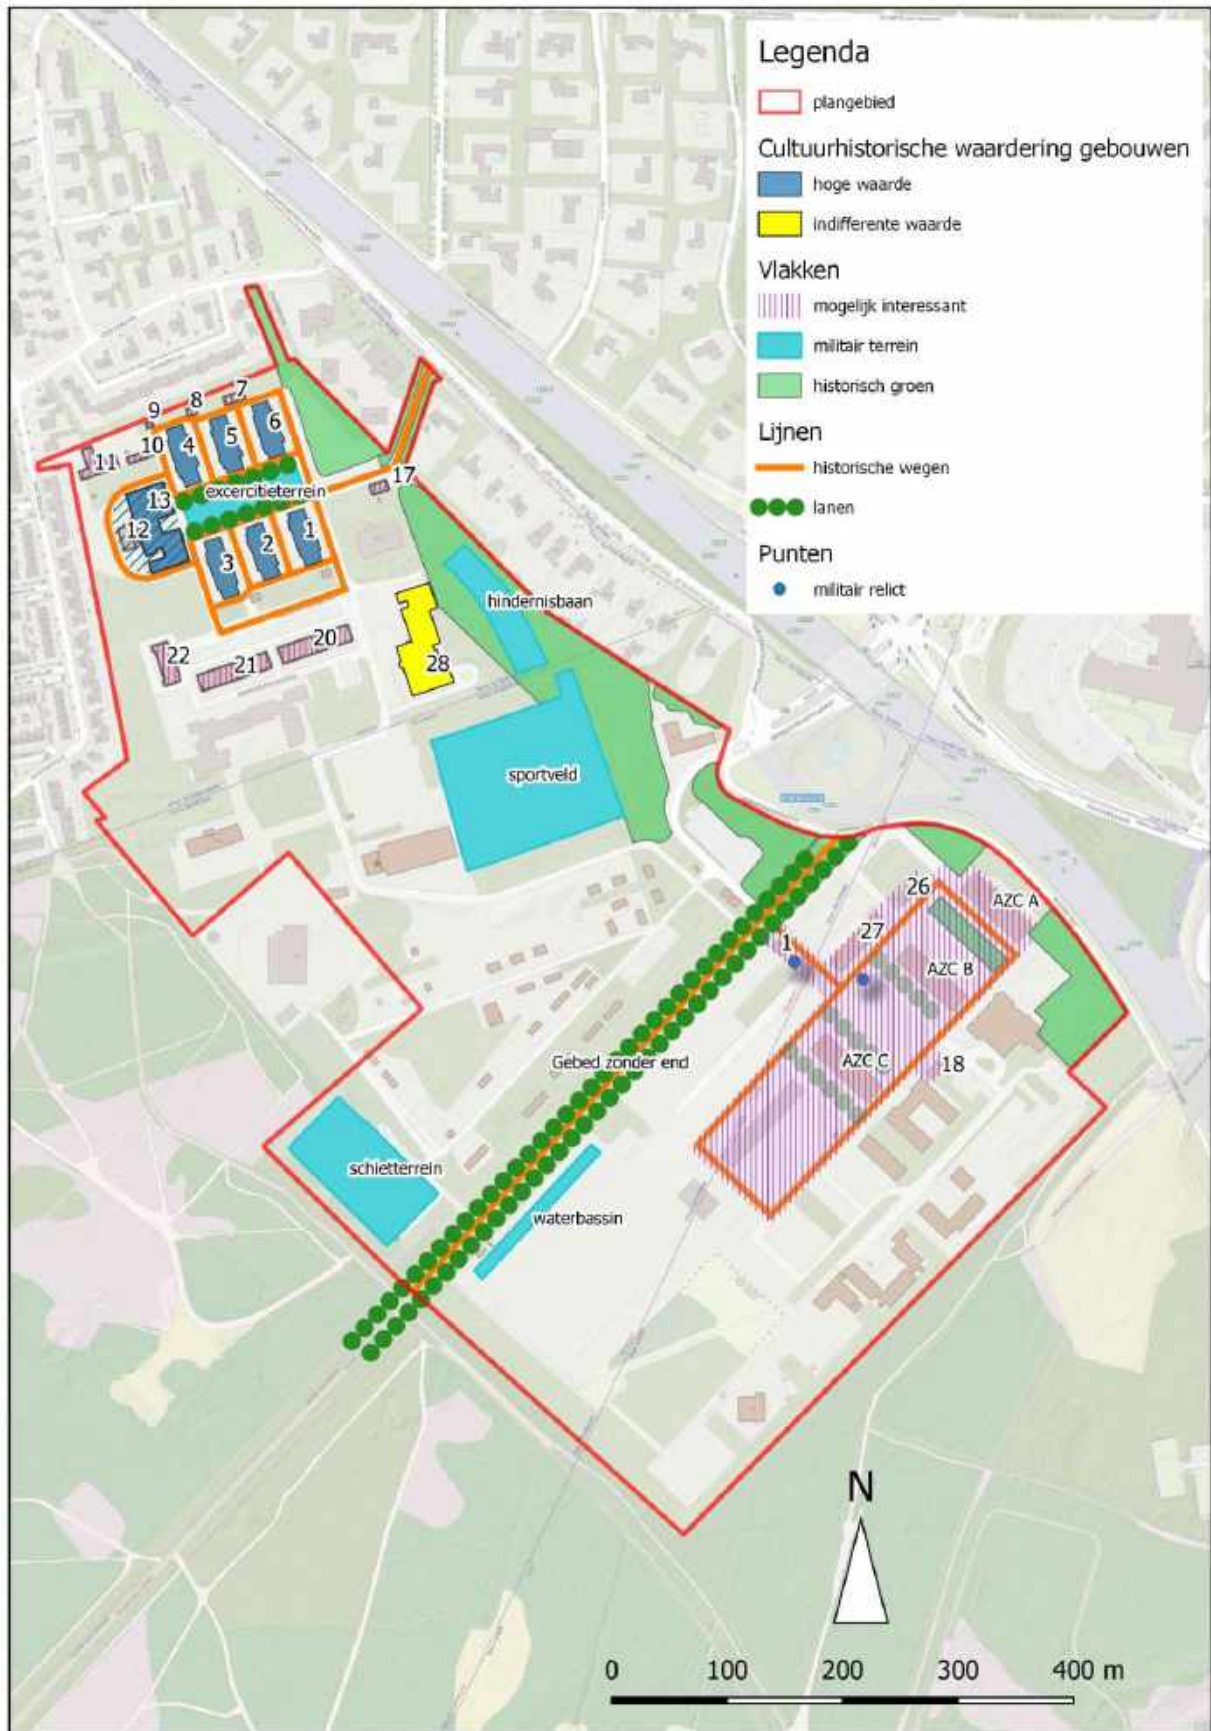 Legenda
plangebied
Cultuurhistorische waardering gebouwen
hoge waarde
indifferente waarde
Vlakken
mogelijk interessant
militair terrein
historisch groen
Lijnen
historische wegen
lanen
Punten
militair relict
7
8
9
6
5
4
10
11
17
13
excercitieterrein
12
1
2
3
hindernisbaan
20
22
21
28
sportveld
26
AZC A
27
1
AZC B
Gebed zonder end
AZC C
18
schietterrein
waterbassin
N
0 100 200 300 400 m